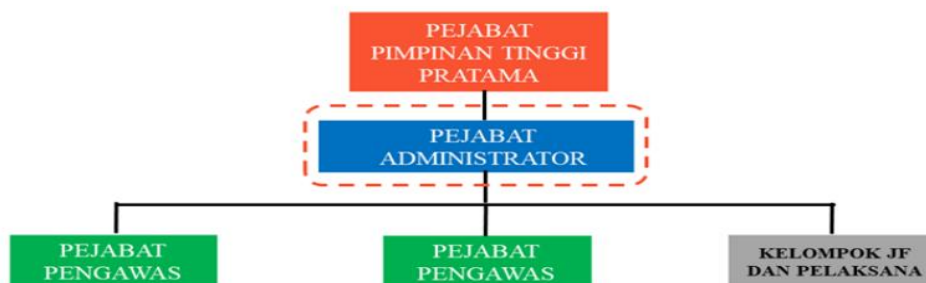 PEJABAT
PIMPINAN TINGGI
PRATAMA
PEJABAT
ADMINISTRATOR
PEJABAT
PENGAWAS
PEJABAT
PENGAWAS
KELOMPOK JF
DAN PELAKSANA